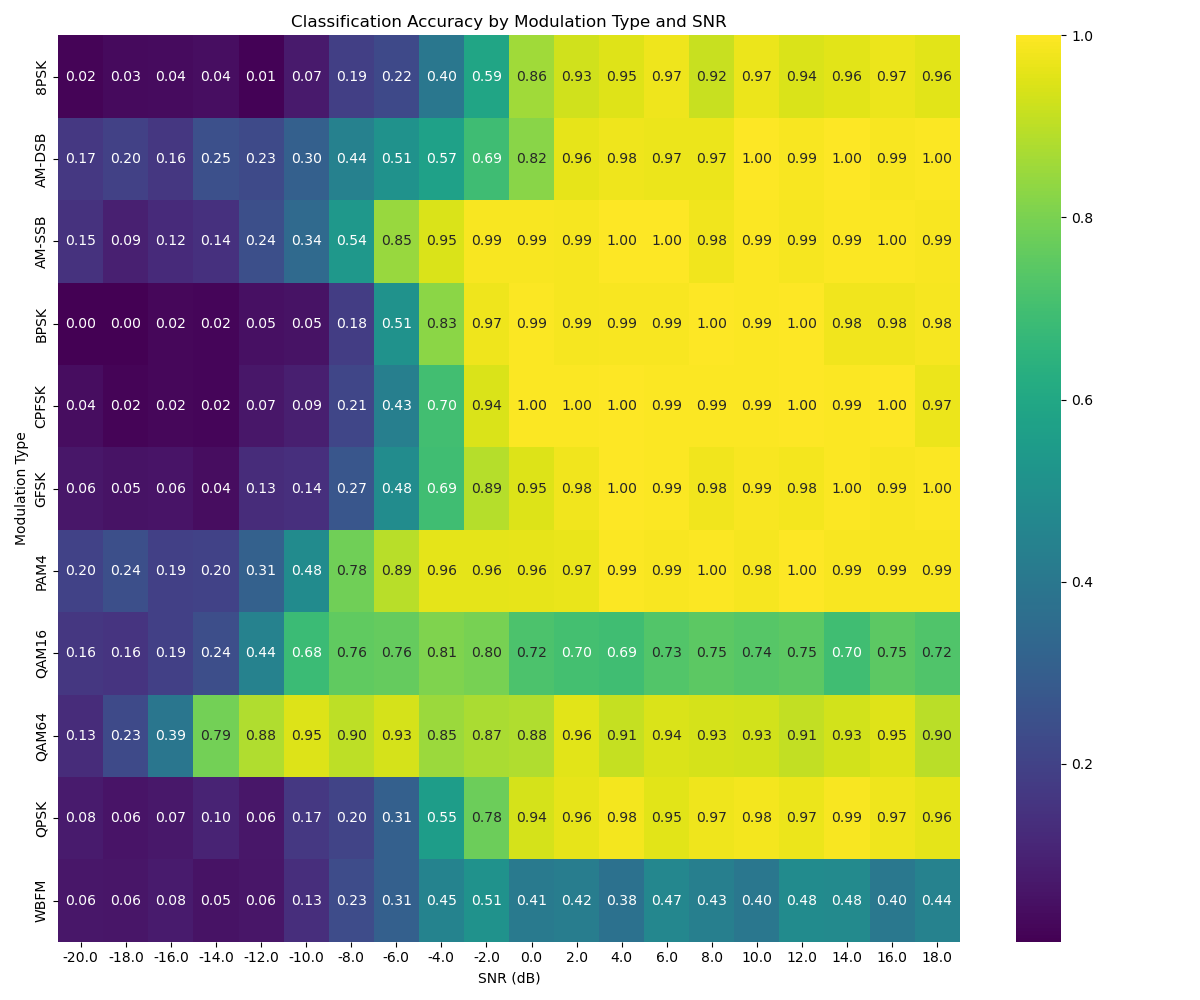 Classification Accuracy by Modulation Type and SNR
Modulation Type
8PSK 0.02 0.03 0.04 0.04 0.01 0.07 0.19 0.22 0.40 0.59 0.86 0.93 0.95 0.97 0.92 0.97 0.94 0.96 0.97 0.96
AM-DSB 0.17 0.20 0.16 0.25 0.23 0.30 0.44 0.51 0.57 0.69 0.82 0.96 0.98 0.97 0.97 1.00 0.99 1.00 0.99 1.00
AM-SSB 0.15 0.09 0.12 0.14 0.24 0.34 0.54 0.85 0.95 0.99 0.99 0.99 1.00 1.00 0.98 0.99 0.99 0.99 1.00 0.99
BPSK 0.00 0.00 0.02 0.02 0.05 0.05 0.18 0.51 0.83 0.97 0.99 0.99 0.99 0.99 1.00 0.99 1.00 0.98 0.98 0.98
CPFSK 0.04 0.02 0.02 0.02 0.07 0.09 0.21 0.43 0.70 0.94 1.00 1.00 1.00 0.99 0.99 0.99 1.00 0.99 1.00 0.97
GFSK 0.06 0.05 0.06 0.04 0.13 0.14 0.27 0.48 0.69 0.89 0.95 0.98 1.00 0.99 0.98 0.99 0.98 1.00 0.99 1.00
PAM4 0.20 0.24 0.19 0.20 0.31 0.48 0.78 0.89 0.96 0.96 0.96 0.97 0.99 0.99 1.00 0.98 1.00 0.99 0.99 0.99
QAM16 0.16 0.16 0.19 0.24 0.44 0.68 0.76 0.76 0.81 0.80 0.72 0.70 0.69 0.73 0.75 0.74 0.75 0.70 0.75 0.72
QAM64 0.13 0.23 0.39 0.79 0.88 0.95 0.90 0.93 0.85 0.87 0.88 0.96 0.91 0.94 0.93 0.93 0.91 0.93 0.95 0.90
QPSK 0.08 0.06 0.07 0.10 0.06 0.17 0.20 0.31 0.55 0.78 0.94 0.96 0.98 0.95 0.97 0.98 0.97 0.99 0.97 0.96
WBFM 0.06 0.06 0.08 0.05 0.06 0.13 0.23 0.31 0.45 0.51 0.41 0.42 0.38 0.47 0.43 0.40 0.48 0.48 0.40 0.44
-20.0 -18.0 -16.0 -14.0 -12.0 -10.0 -8.0 -6.0 -4.0 -2.0 0.0 2.0 4.0 6.0 8.0 10.0 12.0 14.0 16.0 18.0
SNR (dB)
1.0
0.8
0.6
0.4
0.2